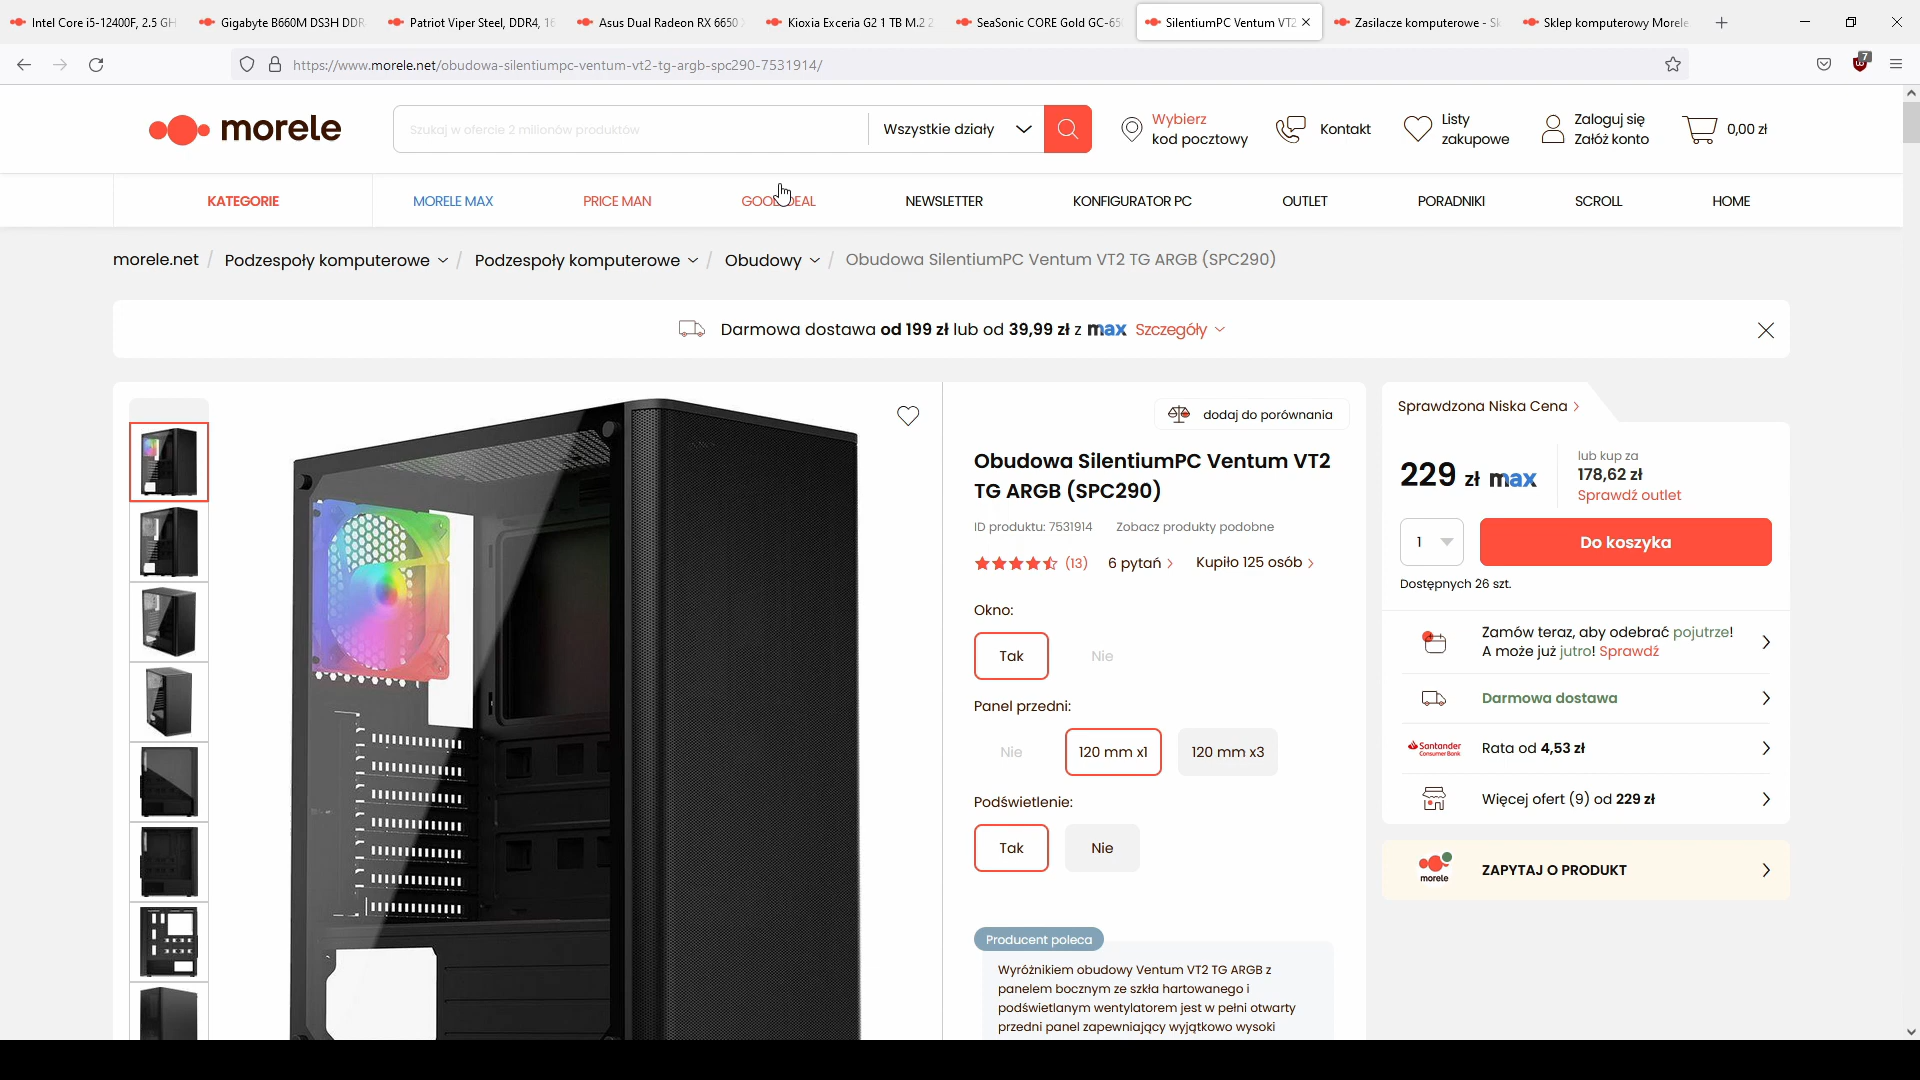 Intel Core i5-12400F, 2.5 GH
Gigabyte B660M DS3H DDR
Patriot Viper Steel, DDR4, 16
Asus Dual Radeon RX 6650
Kioxia Exceria G2 1 TB M.2 2
SeaSonic CORE Gold GC-65
SilentiumPC Ventum VT2
Zasilacze komputerowe - Sk
Sklep komputerowy Morele
https://www.morele.net/obudowa-silentiumpc-ventum-vt2-tg-argb-spc290-7531914/
7
morele
Szukaj w ofercie 2 milionów produktów
Wszystkie działy
Wybierz
kod pocztowy
Kontakt
Listy
zakupowe
Zaloguj się
Załóż konto
0,00 zł
KATEGORIE
MORELE MAX
PRICE MAN
GOOD DEAL
NEWSLETTER
KONFIGURATOR PC
OUTLET
PORADNIKI
SCROLL
HOME
morele.net / Podzespoły komputerowe / Podzespoły komputerowe / Obudowy / Obudowa SilentiumPC Ventum VT2 TG ARGB (SPC290)
Darmowa dostawa od 199 zł lub od 39,99 zł z max Szczegóły
dodaj do porównania
Obudowa SilentiumPC Ventum VT2
TG ARGB (SPC290)
ID produktu: 7531914
Zobacz produkty podobne
(13)
6 pytań
Kupiło 125 osób
Okno:
Tak
Nie
Panel przedni:
Nie
120 mm x1
120 mm x3
Podświetlenie:
Tak
Nie
Producent poleca
Wyróżnikiem obudowy Ventum VT2 TG ARGB z
panelem bocznym ze szkła hartowanego i
podświetlanym wentylatorem jest w pełni otwarty
przedni panel zapewniający wyjątkowo wysoki
Sprawdzona Niska Cena
229 zł max
lub kup za
178,62 zł
Sprawdź outlet
1
Do koszyka
Dostępnych 26 szt.
Zamów teraz, aby odebrać pojutrze!
A może już jutro! Sprawdź
Darmowa dostawa
Santander
Consumer Bank
Rata od 4,53 zł
Więcej ofert (9) od 229 zł
morele
ZAPYTAJ O PRODUKT